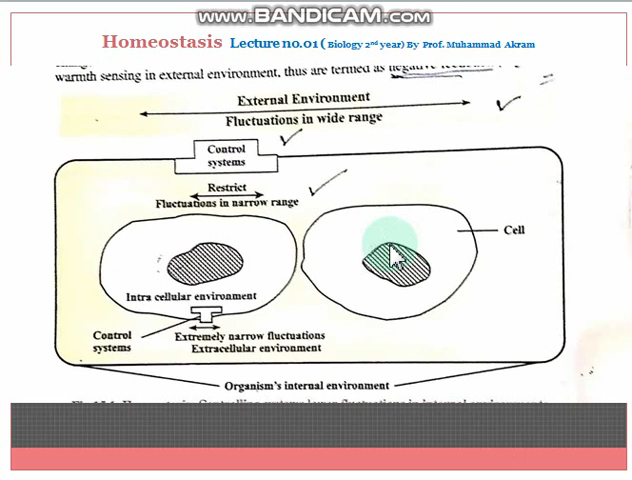 www.BANDICAM.com
Homeostasis Lecture no.01 ( Biology 2nd year) By Prof. Muhammad Akram
warmth sensing in external environment, thus are termed as negative
External Environment
Fluctuations in wide range
Control
systems
Restrict
Fluctuations in narrow range
Cell
Intra cellular environment
Control
systems
Extremely narrow fluctuations
Extracellular environment
Organism's internal environment